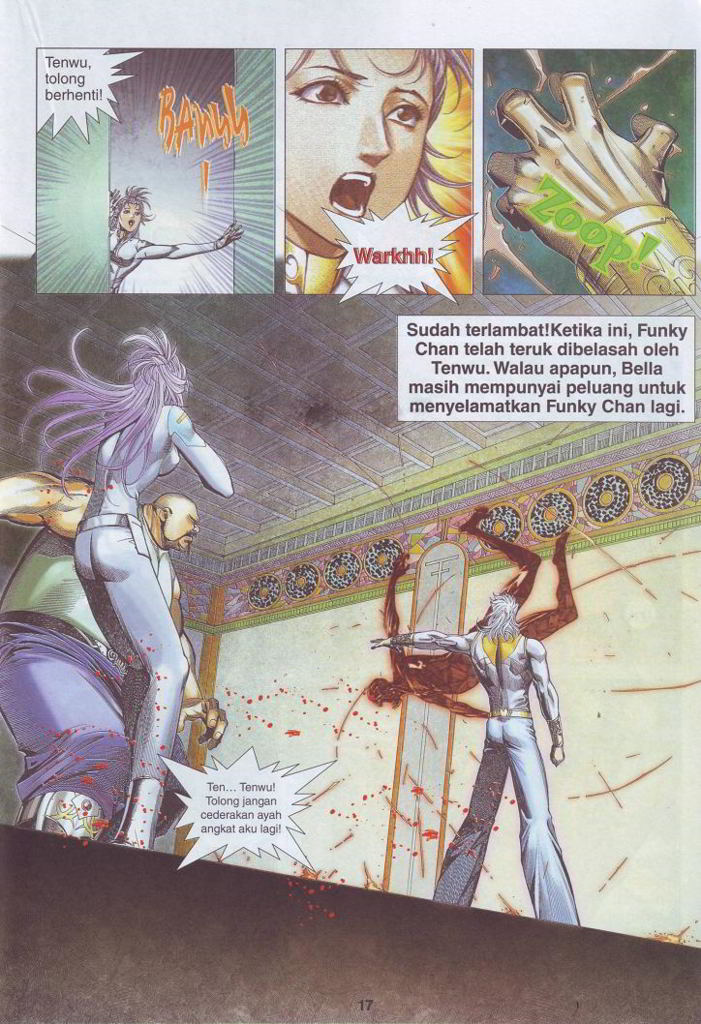 Tenwu,
tolong
berhenti!
BANNN
!
Warkhh!
Zoop!
Sudah terlambat!Ketika ini, Funky
Chan telah teruk dibelasah oleh
Tenwu. Walau apapun, Bella
masih mempunyai peluang untuk
menyelamatkan Funky Chan lagi.
Ten... Tenwu!
Tolong jangan
cederakan ayah
angkat aku lagi!
17